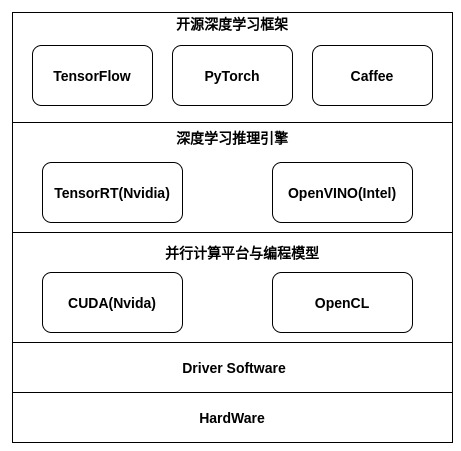 开源深度学习框架
TensorFlow
PyTorch
Caffee
深度学习推理引擎
TensorRT(Nvidia)
OpenVINO(Intel)
并行计算平台与编程模型
CUDA(Nvida)
OpenCL
Driver Software
HardWare